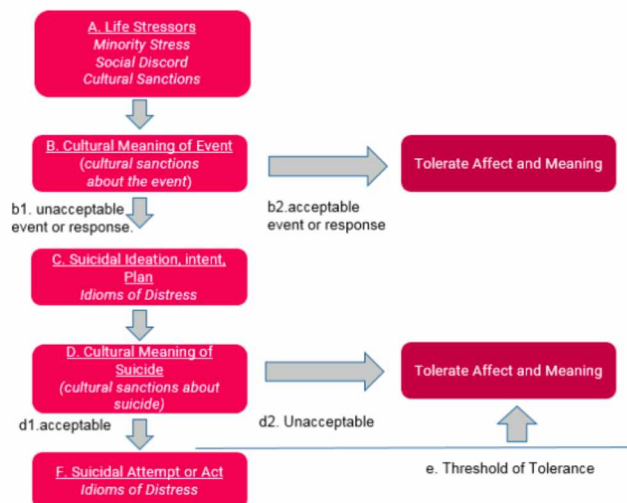 A. Life Stressors
Minority Stress
Social Discord
Cultural Sanctions
B. Cultural Meaning of Event
(cultural sanctions
about the event)
Tolerate Affect and Meaning
b1. unacceptable
event or response.
b2.acceptable
event or response
C. Suicidal Ideation, intent,
Plan
Idioms of Distress
D. Cultural Meaning of
Suicide
(cultural sanctions about
suicide)
Tolerate Affect and Meaning
d1.acceptable
d2. Unacceptable
F. Suicidal Attempt or Act
Idioms of Distress
e. Threshold of Tolerance